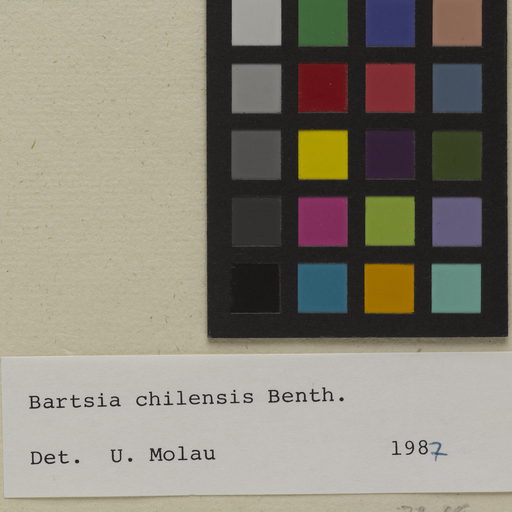 Bartsia chilensis Benth.
Det. U. Molau 1987